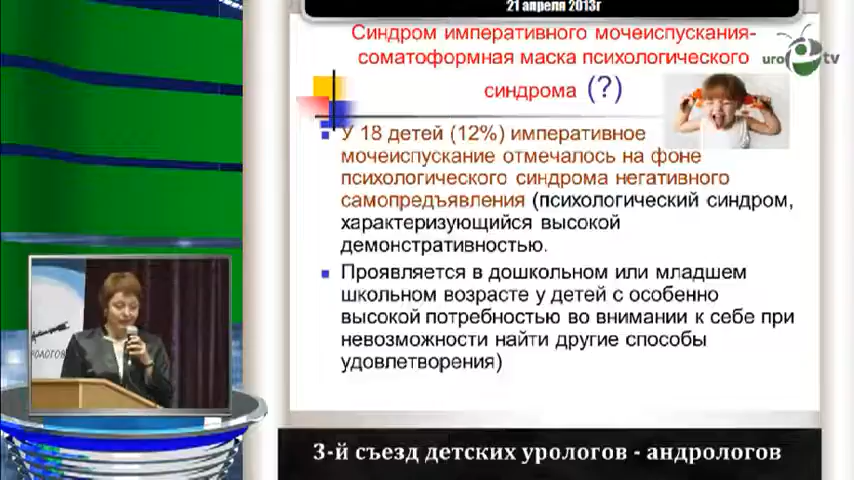 21 апреля 2013г
Синдром императивного мочеиспускания-
соматоформная маска психологического
синдрома (?)
uro tv
У 18 детей (12%) императивное
мочеиспускание отмечалось на фоне
психологического синдрома негативного
самопредъявления (психологический синдром,
характеризующийся высокой
демонстративностью.
Проявляется в дошкольном или младшем
школьном возрасте у детей с особенно
высокой потребностью во внимании к себе при
невозможности найти другие способы
удовлетворения)
УРОЛОГОВ
3-й съезд детских урологов - андрологов